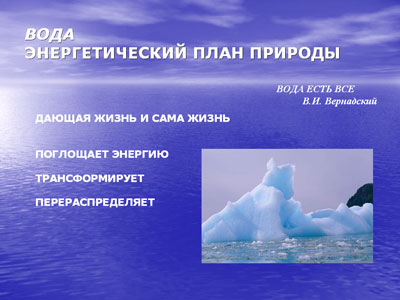 ВОДА
ЭНЕРГЕТИЧЕСКИЙ ПЛАН ПРИРОДЫ
ВОДА ЕСТЬ ВСЕ
В.И. Вернадский
ДАЮЩАЯ ЖИЗНЬ И САМА ЖИЗНЬ
ПОГЛОЩАЕТ ЭНЕРГИЮ
ТРАНСФОРМИРУЕТ
ПЕРЕРАСПРЕДЕЛЯЕТ